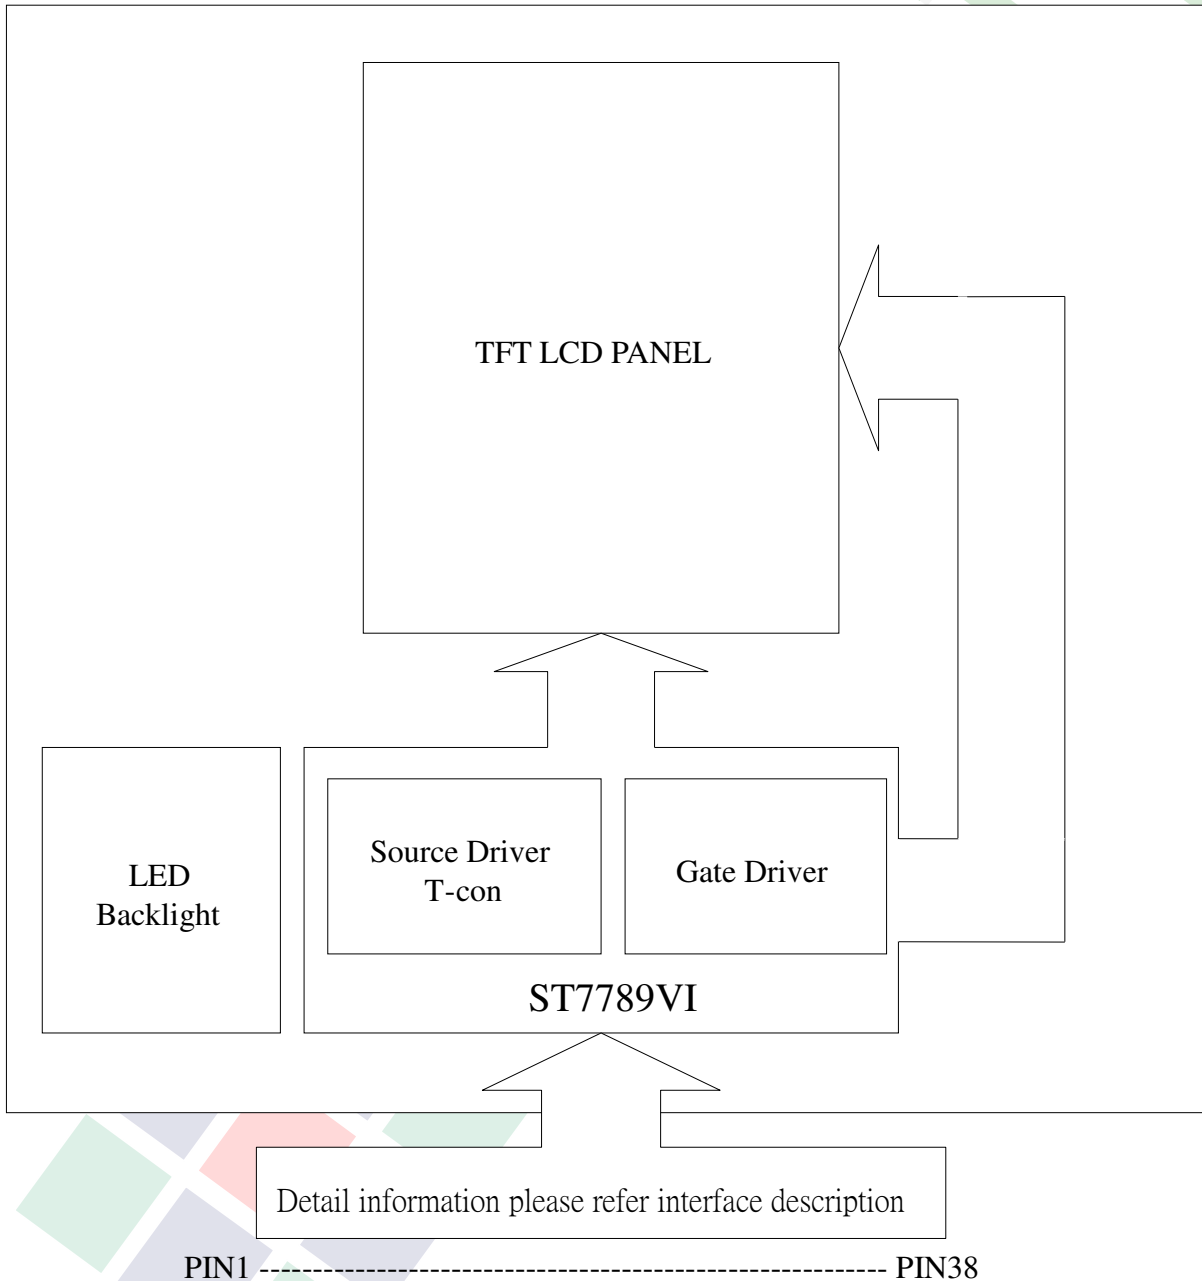 TFT LCD PANEL
LED
Backlight
Source Driver
T-con
Gate Driver
ST7789VI
Detail information please refer interface description
PIN1 ------------------------------------------------ PIN38